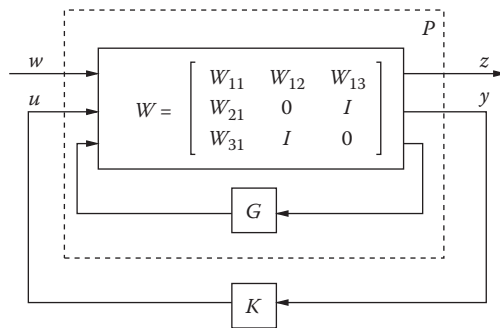 P
w
z
u
y
W = [ W₁₁ W₁₂ W₁₃
W₂₁ 0 I
W₃₁ I 0 ]
G
K